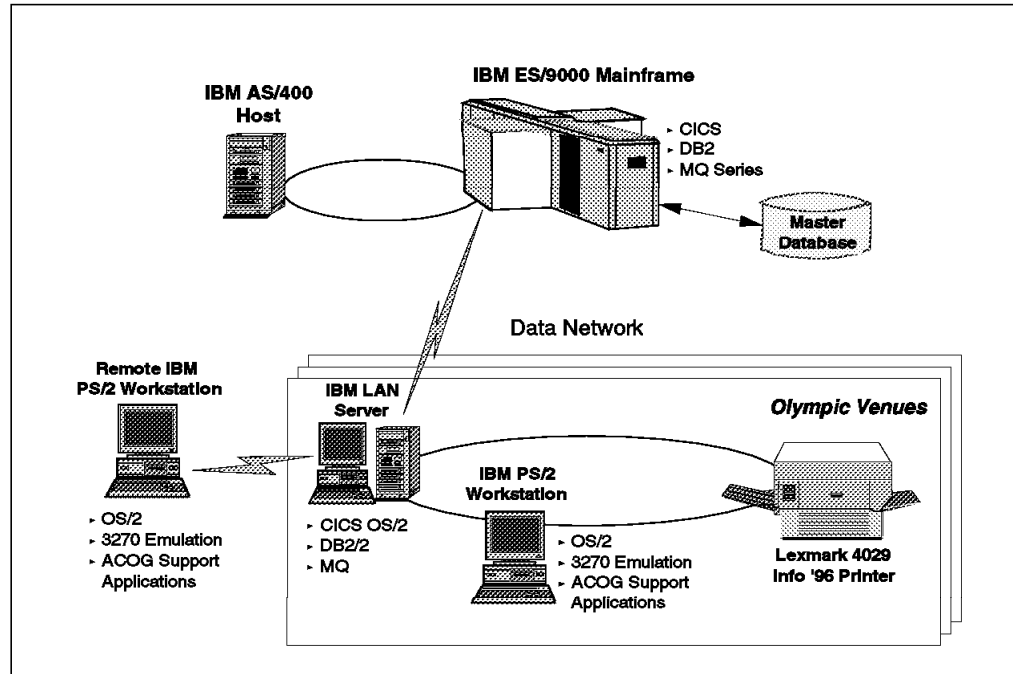 IBM ES/9000 Mainframe
IBM AS/400
Host
▸ CICS
▸ DB2
▸ MQ Series
Master
Database
Data Network
Remote IBM
PS/2 Workstation
IBM LAN
Server
Olympic Venues
IBM PS/2
Workstation
▸ OS/2
▸ 3270 Emulation
▸ ACOG Support
Applications
▸ CICS OS/2
▸ DB2/2
▸ MQ
▸ OS/2
▸ 3270 Emulation
▸ ACOG Support
Applications
Lexmark 4029
Info '96 Printer